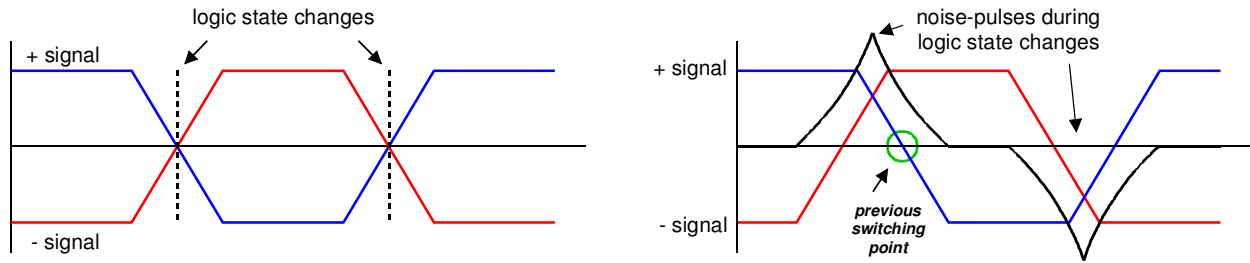 logic state changes
+ signal
- signal
noise-pulses during
logic state changes
+ signal
- signal
previous
switching
point